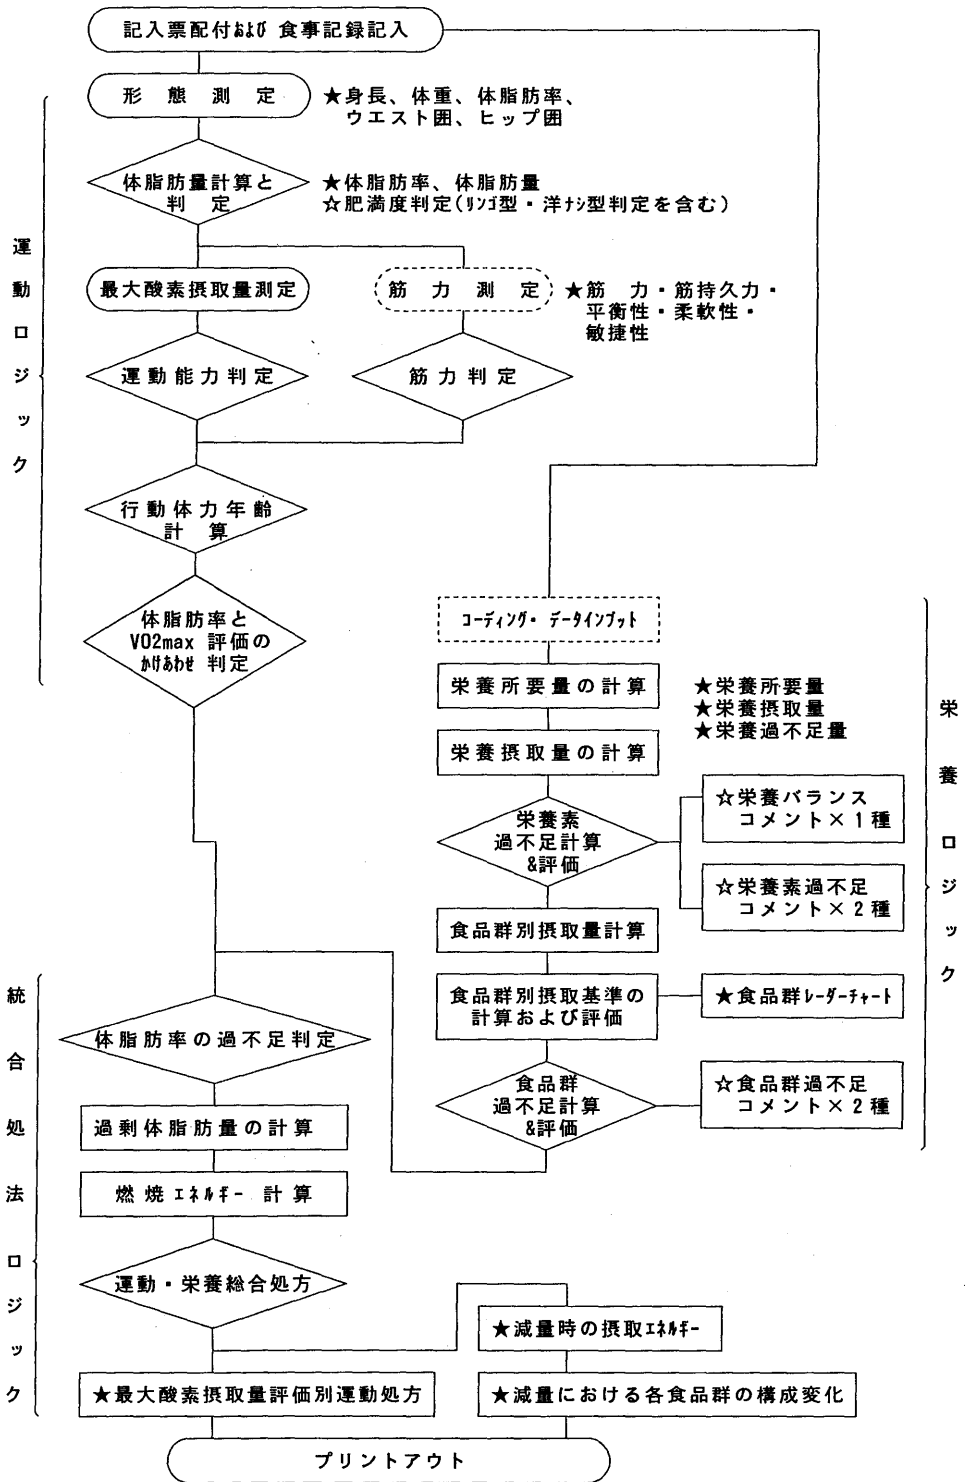 記入票配付および 食事記録記入
形態測定
★身長、体重、体脂肪率、
ウエスト囲、ヒップ囲
体脂肪量計算と
判定
★体脂肪率、体脂肪量
☆肥満度判定(リンゴ型・洋ナシ型判定を含む)
最大酸素摂取量測定
筋力測定
★筋 力・筋持久力・
平衡性・柔軟性・
敏捷性
運動能力判定
筋力判定
行動体力年齢
計算
体脂肪率と
VO2max 評価の
かけあわせ 判定
運動ロジック
コーディング・データインプット
栄養所要量の計算
★栄養所要量
★栄養摂取量
★栄養過不足量
栄養摂取量の計算
栄養素
過不足計算
&評価
☆栄養バランス
コメント×1種
☆栄養素過不足
コメント×2種
食品群別摂取量計算
食品群別摂取基準の
計算および評価
★食品群レーダーチャート
食品群
過不足計算
&評価
☆食品群過不足
コメント×2種
栄養ロジック
体脂肪率の過不足判定
過剰体脂肪量の計算
燃焼エネルギー計算
運動・栄養総合処方
★減量時の摂取エネルギー
★最大酸素摂取量評価別運動処方
★減量における各食品群の構成変化
統合処法ロジック
プリントアウト